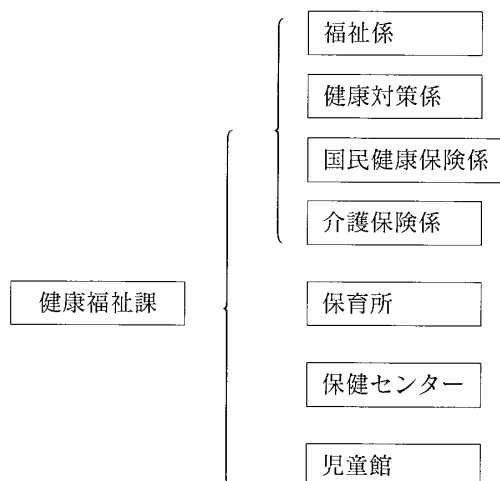 福祉係
健康対策係
国民健康保険係
介護保険係
健康福祉課
保育所
保健センター
児童館